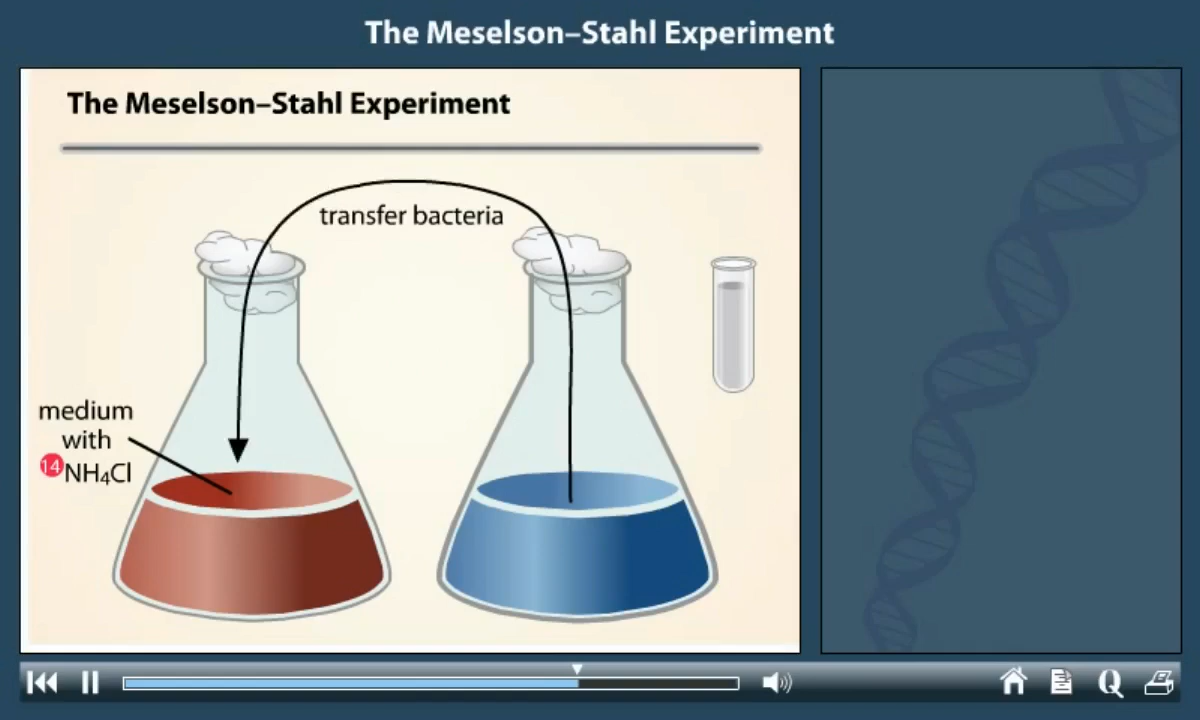 The Meselson–Stahl Experiment
The Meselson–Stahl Experiment
transfer bacteria
medium
with
14NH4Cl
Q